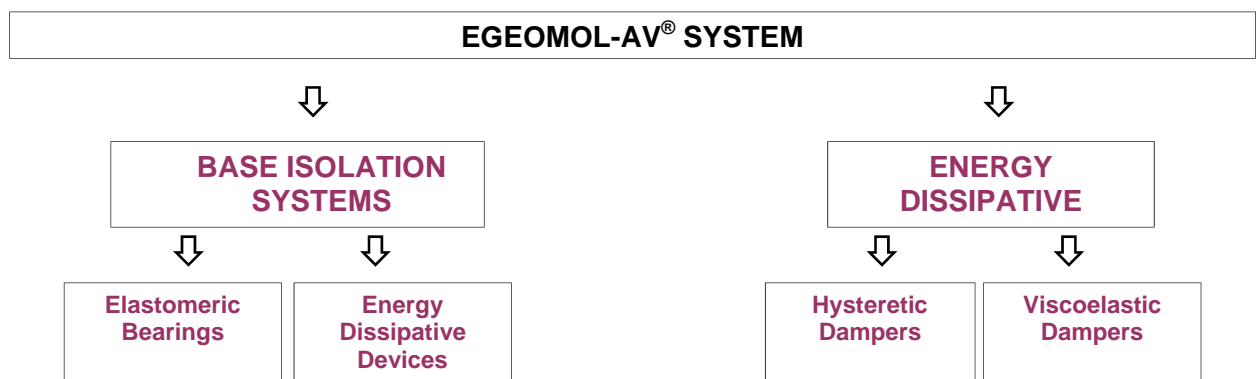 EGEOMOL-AV® SYSTEM
BASE ISOLATION
SYSTEMS
ENERGY
DISSIPATIVE
Elastomeric
Bearings
Energy
Dissipative
Devices
Hysteretic
Dampers
Viscoelastic
Dampers